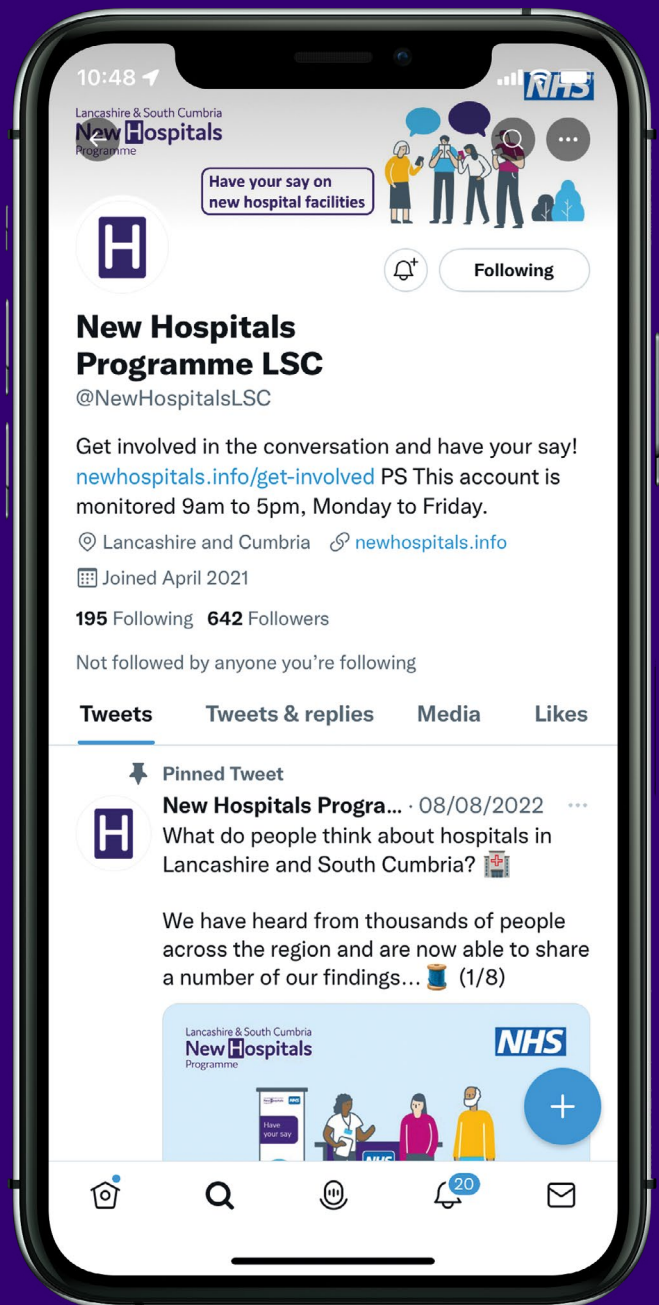 10:48
NHS
Lancashire & South Cumbria
New Hospitals
Programme
Have your say on
new hospital facilities
H
Following
New Hospitals
Programme LSC
@NewHospitalsLSC
Get involved in the conversation and have your say!
newhospitals.info/get-involved PS This account is
monitored 9am to 5pm, Monday to Friday.
Lancashire and Cumbria newhospitals.info
Joined April 2021
195 Following 642 Followers
Not followed by anyone you’re following
Tweets Tweets & replies Media Likes
Pinned Tweet
New Hospitals Progra... · 08/08/2022
H
What do people think about hospitals in
Lancashire and South Cumbria? 🏥
We have heard from thousands of people
across the region and are now able to share
a number of our findings... 🧵 (1/8)
Lancashire & South Cumbria
New Hospitals
Programme
NHS
Have
your say
NHS
20